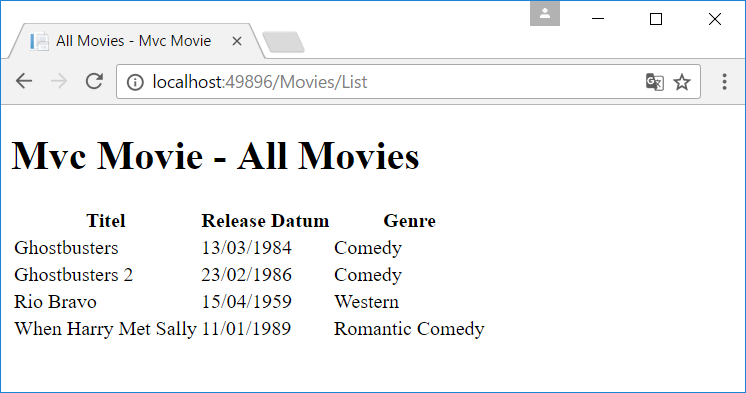 All Movies - Mvc Movie
localhost:49896/Movies/List
Mvc Movie - All Movies
Titel Release Datum Genre
Ghostbusters 13/03/1984 Comedy
Ghostbusters 2 23/02/1986 Comedy
Rio Bravo 15/04/1959 Western
When Harry Met Sally 11/01/1989 Romantic Comedy